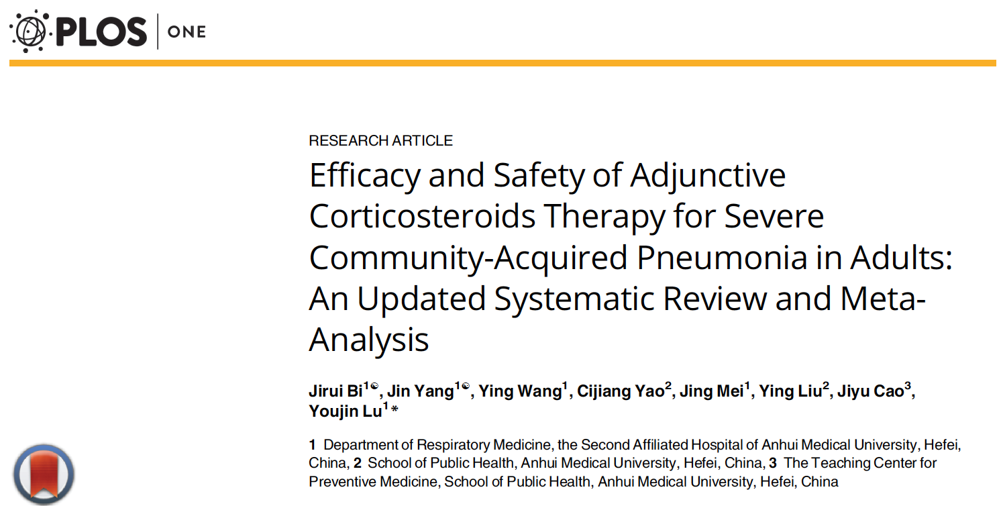 PLOS ONE
RESEARCH ARTICLE
Efficacy and Safety of Adjunctive
Corticosteroids Therapy for Severe
Community-Acquired Pneumonia in Adults:
An Updated Systematic Review and Meta-
Analysis
Jirui Bi1☯, Jin Yang1☯, Ying Wang1, Cijiang Yao2, Jing Mei1, Ying Liu2, Jiyu Cao3,
Youjin Lu1*
1 Department of Respiratory Medicine, the Second Affiliated Hospital of Anhui Medical University, Hefei,
China, 2 School of Public Health, Anhui Medical University, Hefei, China, 3 The Teaching Center for
Preventive Medicine, School of Public Health, Anhui Medical University, Hefei, China